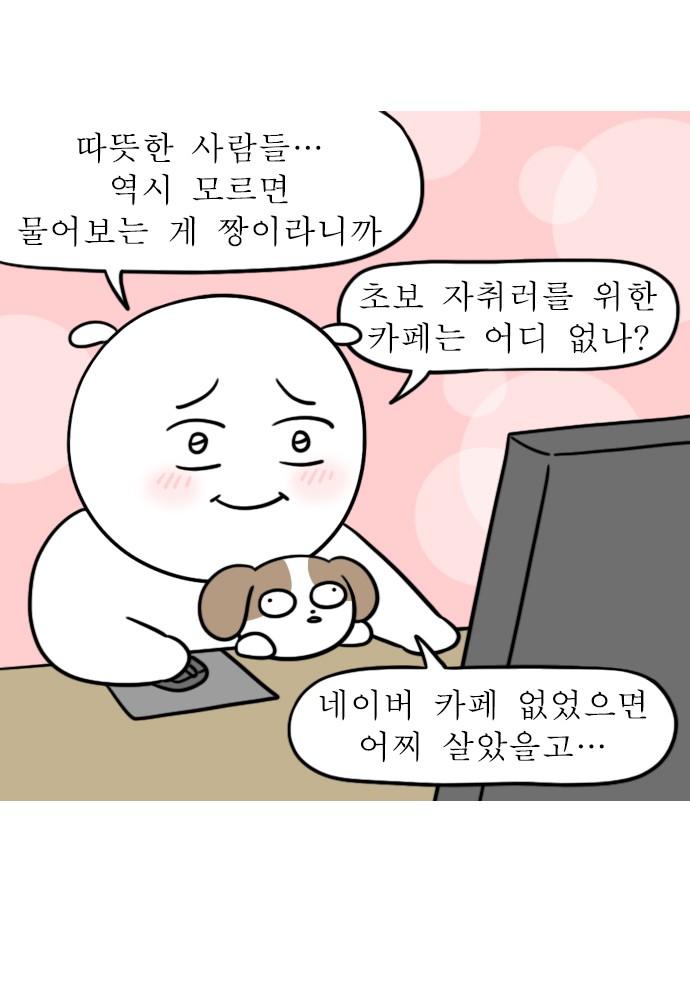 따뜻한 사람들…
역시 모르면
물어보는 게 짱이라니까
초보 자취러를 위한
카페는 어디 없나?
네이버 카페 없었으면
어찌 살았을고…